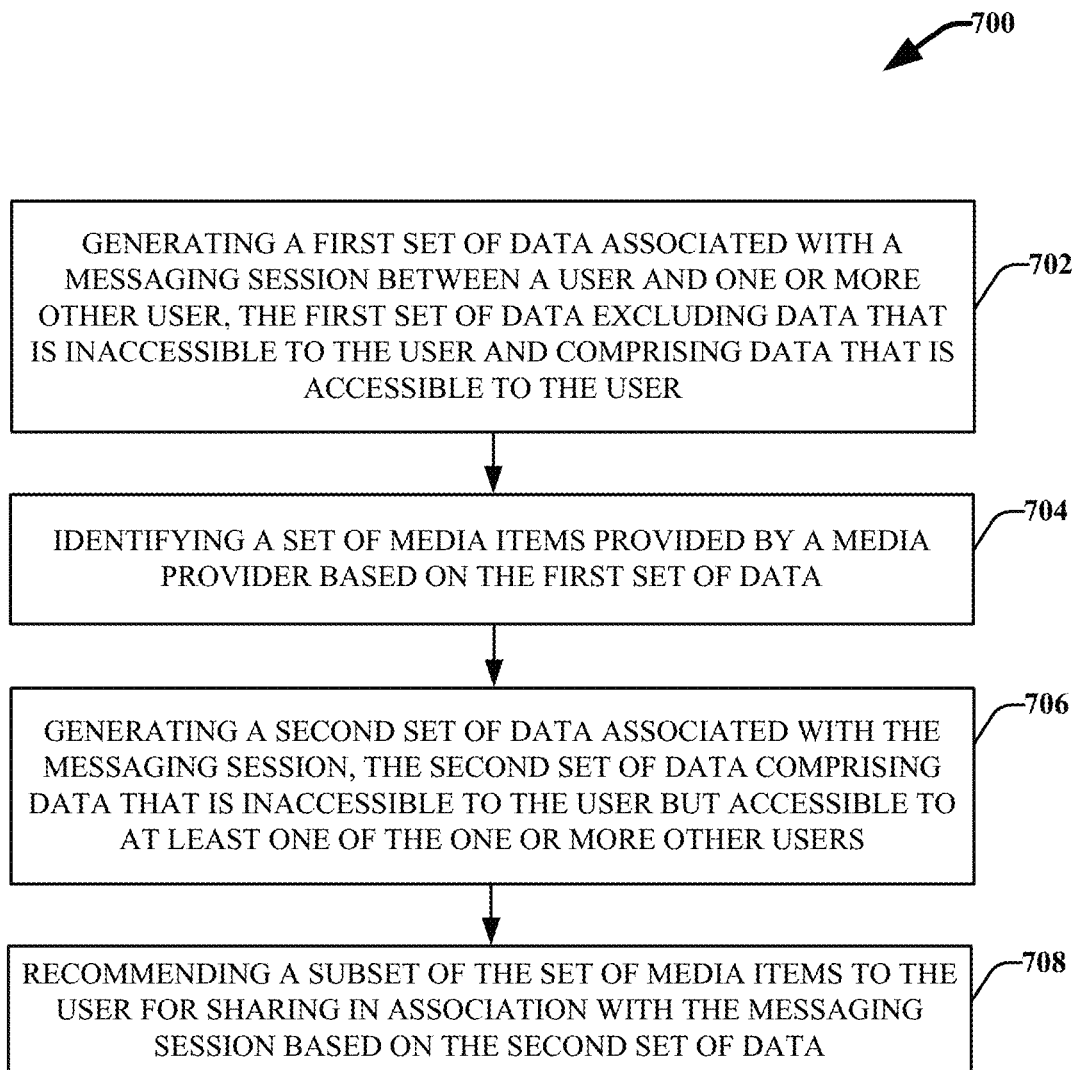 700
GENERATING A FIRST SET OF DATA ASSOCIATED WITH A
MESSAGING SESSION BETWEEN A USER AND ONE OR MORE
OTHER USER, THE FIRST SET OF DATA EXCLUDING DATA THAT
IS INACCESSIBLE TO THE USER AND COMPRISING DATA THAT IS
ACCESSIBLE TO THE USER
702
IDENTIFYING A SET OF MEDIA ITEMS PROVIDED BY A MEDIA
PROVIDER BASED ON THE FIRST SET OF DATA
704
GENERATING A SECOND SET OF DATA ASSOCIATED WITH THE
MESSAGING SESSION, THE SECOND SET OF DATA COMPRISING
DATA THAT IS INACCESSIBLE TO THE USER BUT ACCESSIBLE TO
AT LEAST ONE OF THE ONE OR MORE OTHER USERS
706
RECOMMENDING A SUBSET OF THE SET OF MEDIA ITEMS TO THE
USER FOR SHARING IN ASSOCIATION WITH THE MESSAGING
SESSION BASED ON THE SECOND SET OF DATA
708